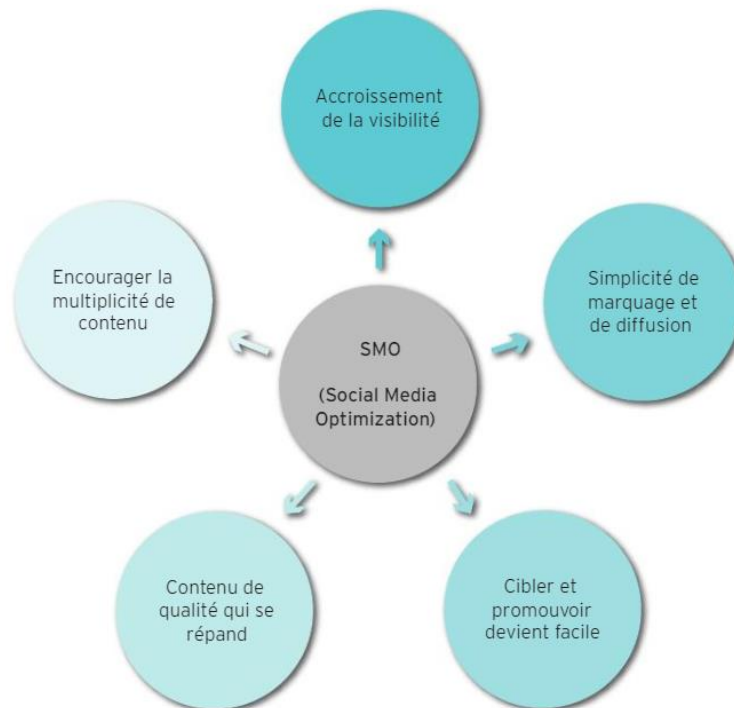 Accroissement
de la visibilité
Encourager la
multiplicité de
contenu
Simplicité de
marquage et
de diffusion
SMO
(Social Media
Optimization)
Contenu de
qualité qui se
répand
Cibler et
promouvoir
devient facile